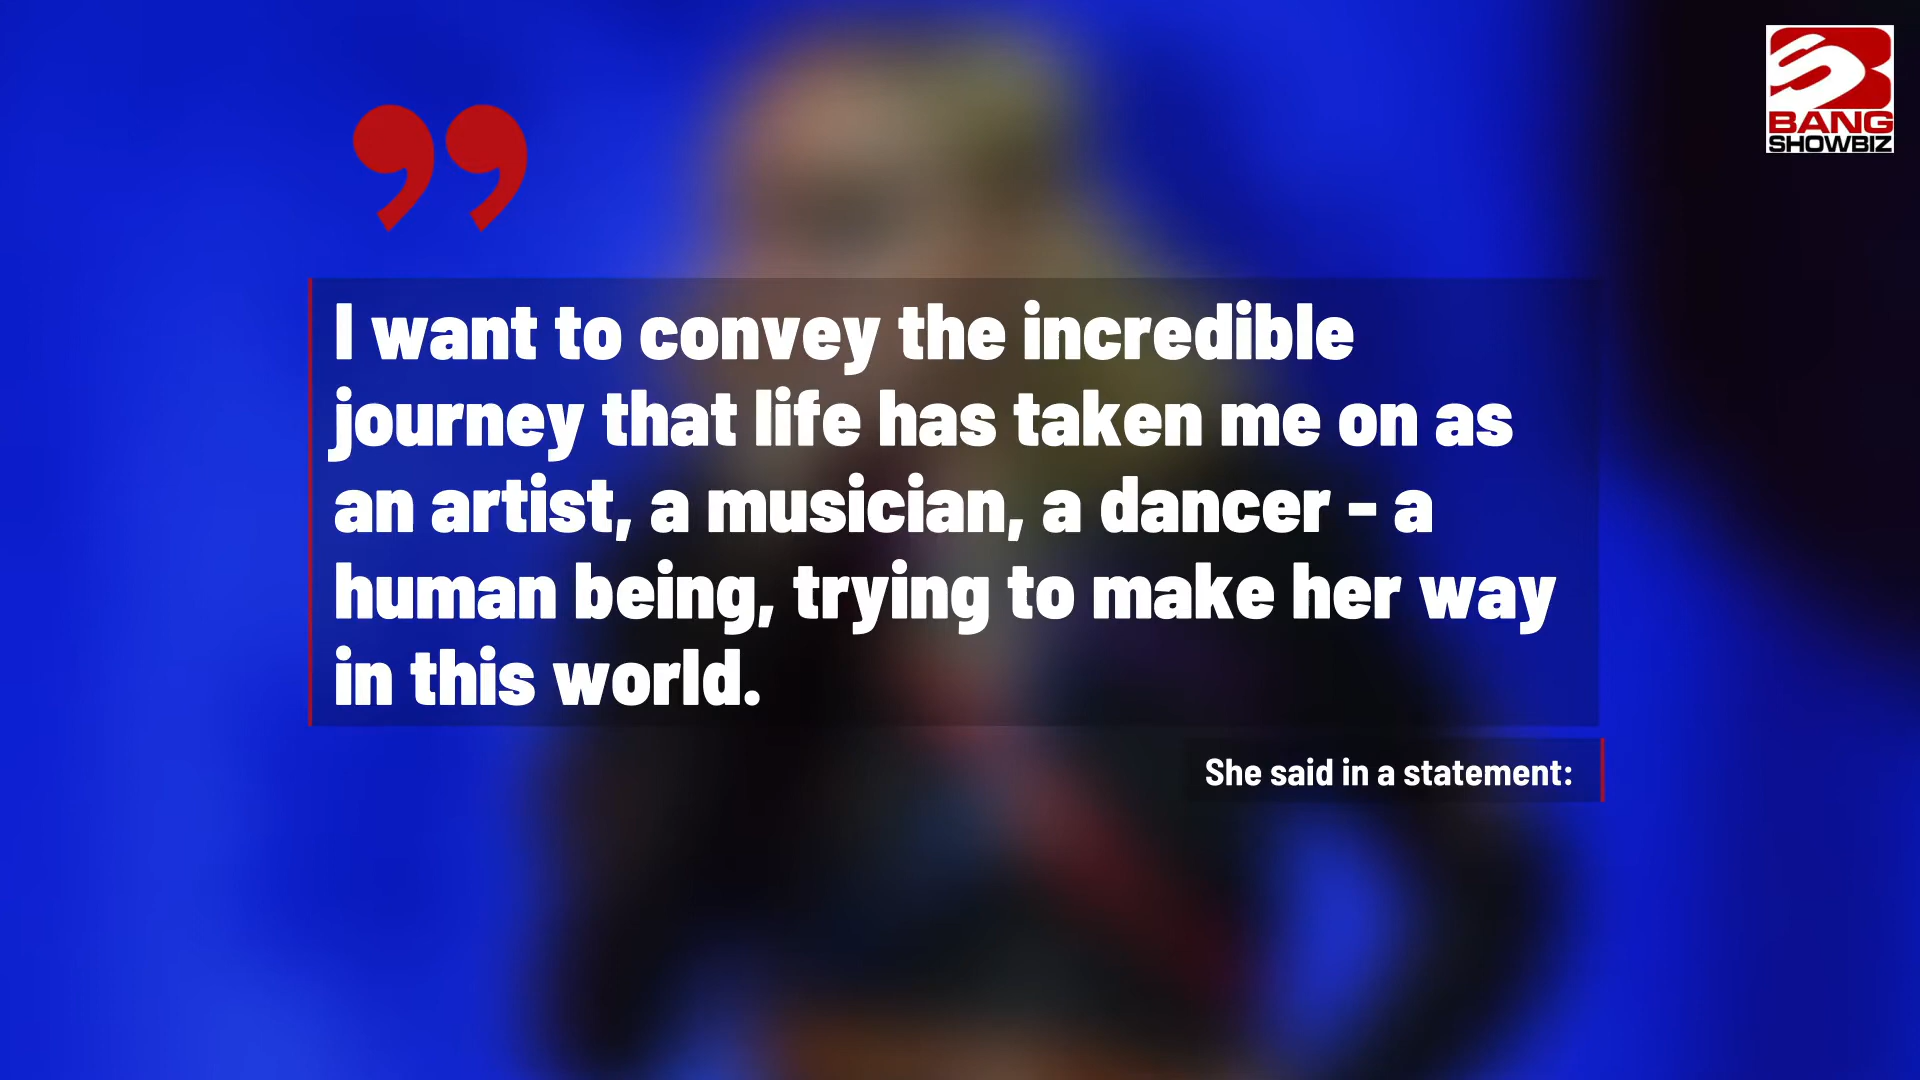 BANG
SHOWBIZ
”
I want to convey the incredible
journey that life has taken me on as
an artist, a musician, a dancer - a
human being, trying to make her way
in this world.
She said in a statement: